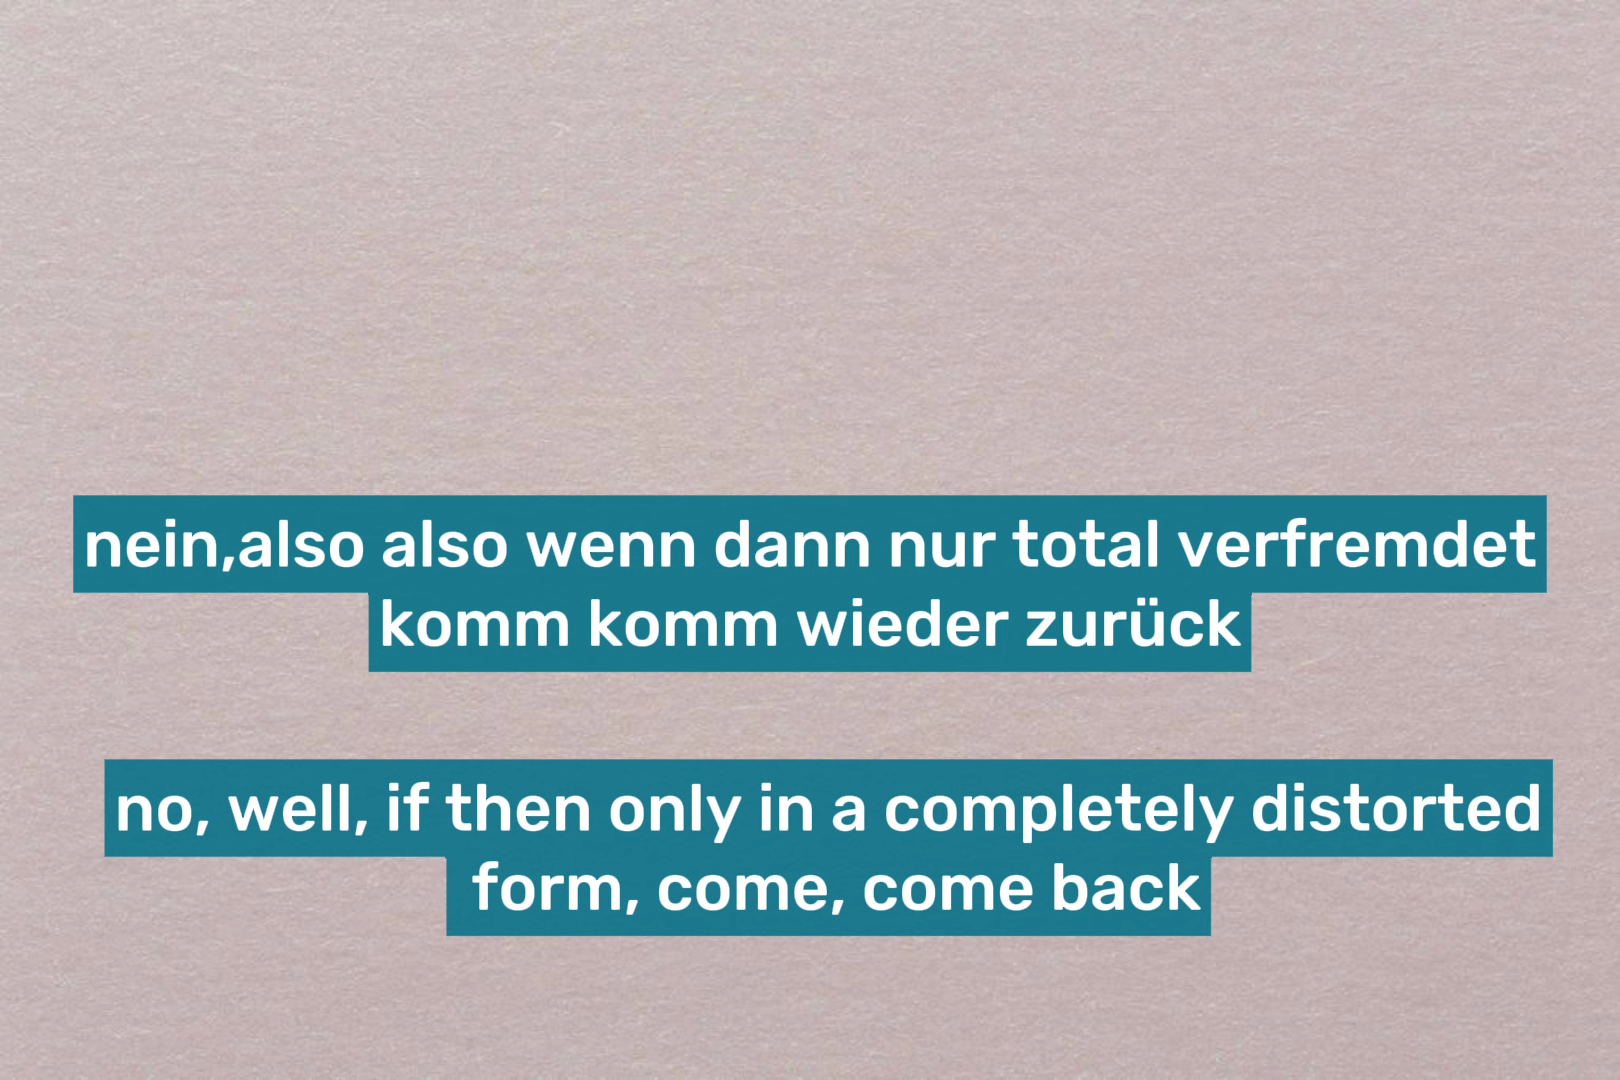 nein,also also wenn dann nur total verfremdet
komm komm wieder zurück
no, well, if then only in a completely distorted
form, come, come back